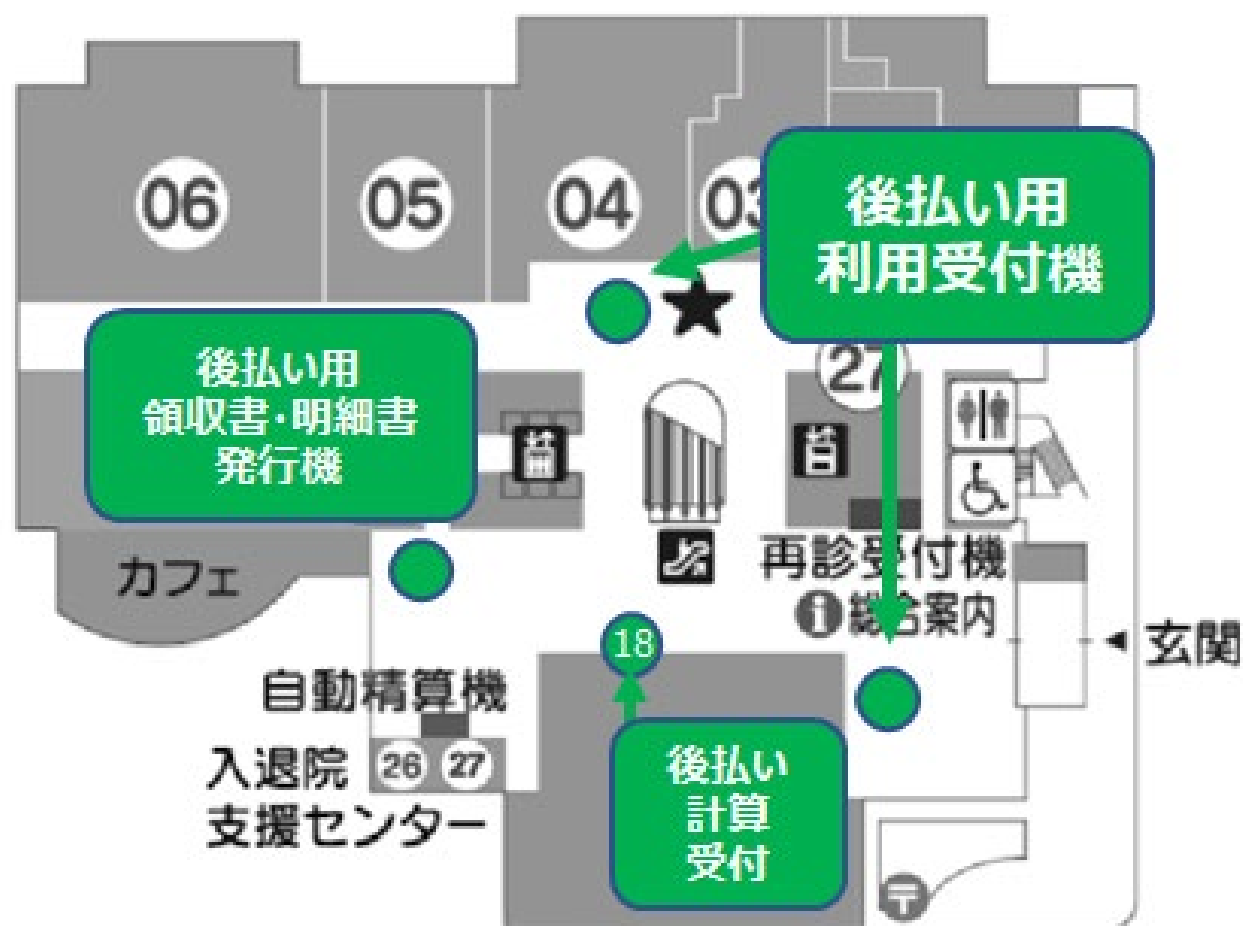 06
05
04
03
後払い用
利用受付機
後払い用
領収書・明細書
発行機
27
カフェ
再診受付機
総合案内
玄関
18
自動精算機
26
27
入退院
支援センター
後払い
計算
受付
〒